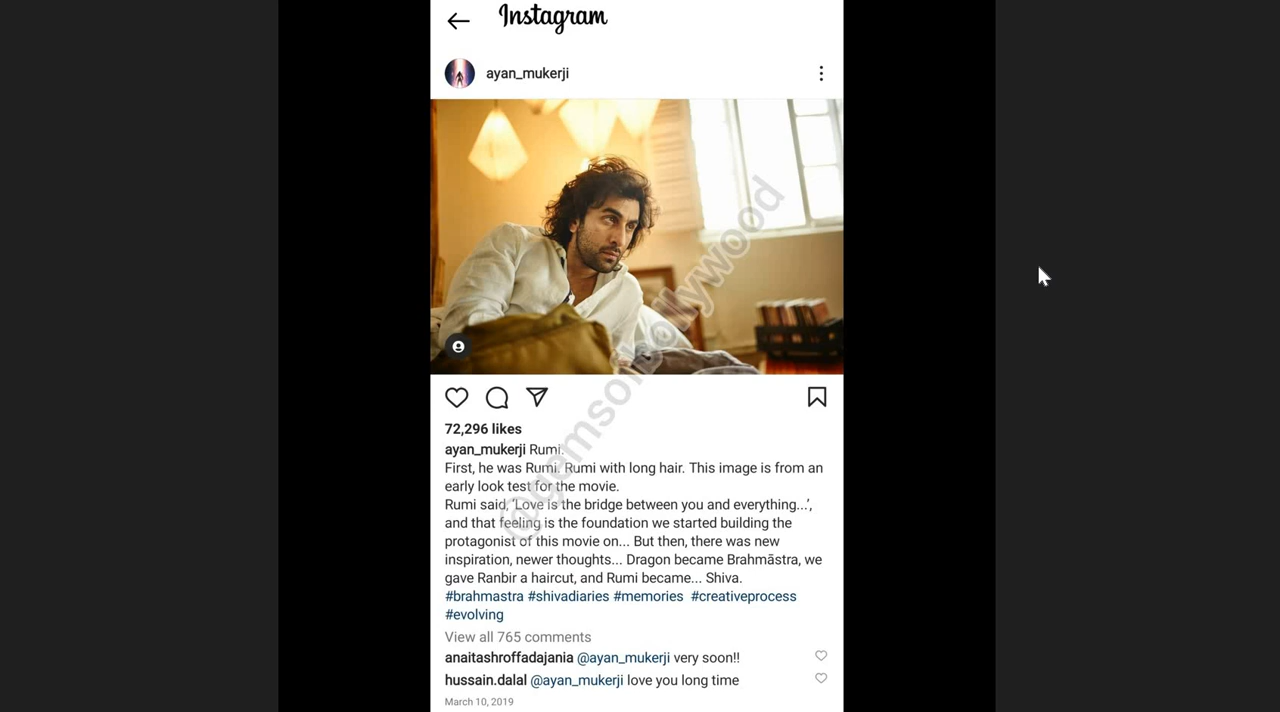 Instagram
ayan_mukerji
@gemsofbollywood
72,296 likes
ayan_mukerji Rumi.
First, he was Rumi. Rumi with long hair. This image is from an
early look test for the movie.
Rumi said, ‘Love is the bridge between you and everything...’,
and that feeling is the foundation we started building the
protagonist of this movie on... But then, there was new
inspiration, newer thoughts... Dragon became Brahmāstra, we
gave Ranbir a haircut, and Rumi became... Shiva.
#brahmastra #shivadiaries #memories #creativeprocess
#evolving
View all 765 comments
anaitashroffadajania @ayan_mukerji very soon!!
hussain.dalal @ayan_mukerji love you long time
March 10, 2019